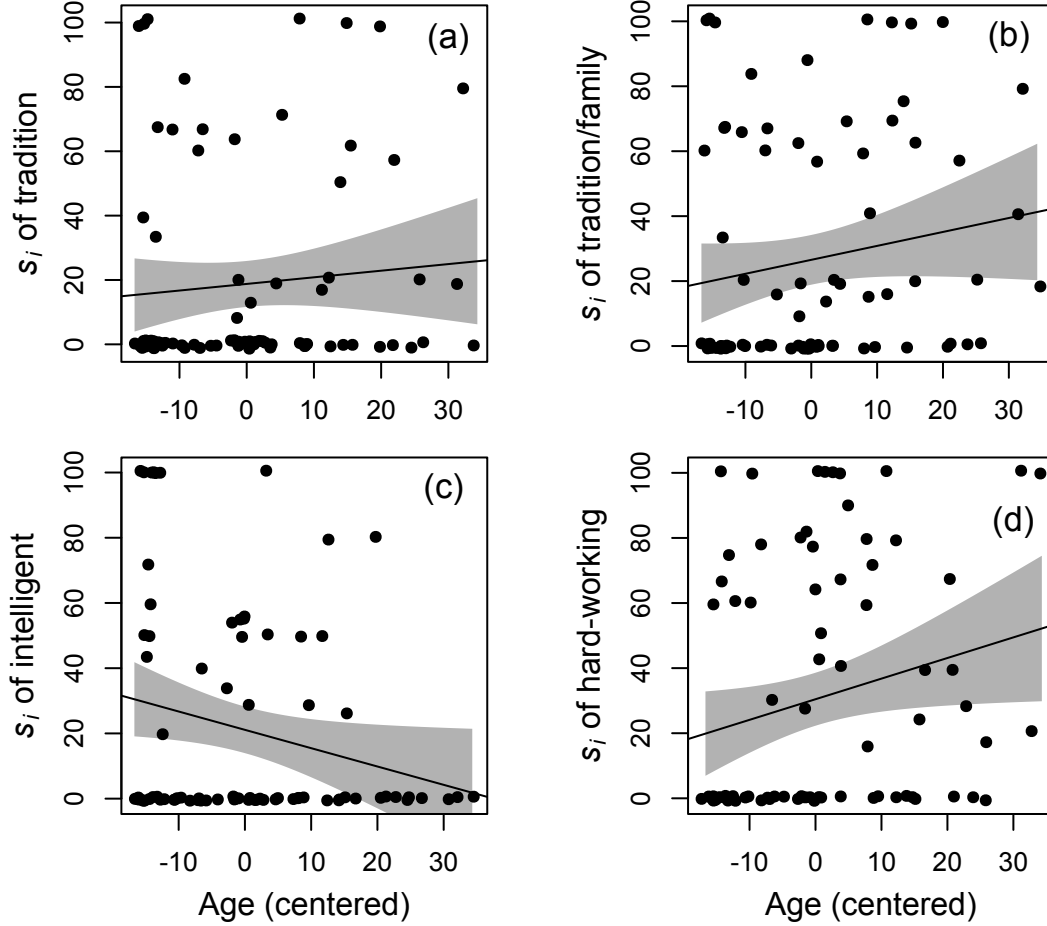 (a)
s_i of tradition
0 20 40 60 80 100
-10 0 10 20 30
(b)
s_i of tradition/family
0 20 40 60 80 100
-10 0 10 20 30
(c)
s_i of intelligent
0 20 40 60 80 100
-10 0 10 20 30
Age (centered)
(d)
s_i of hard-working
0 20 40 60 80 100
-10 0 10 20 30
Age (centered)